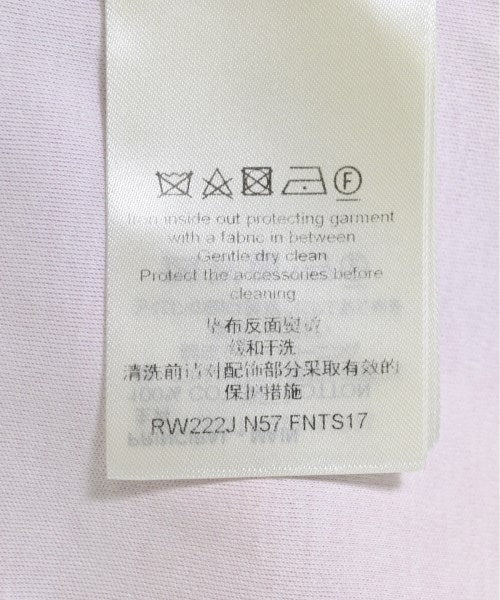 F
Iron inside out protecting garment
with a fabric in between
Gentle dry clean
Protect the accessories before
cleaning
垫布反面熨烫
缓和干洗
清洗前请对配饰部分采取有效的
保护措施
RW222J N57 FNTS17